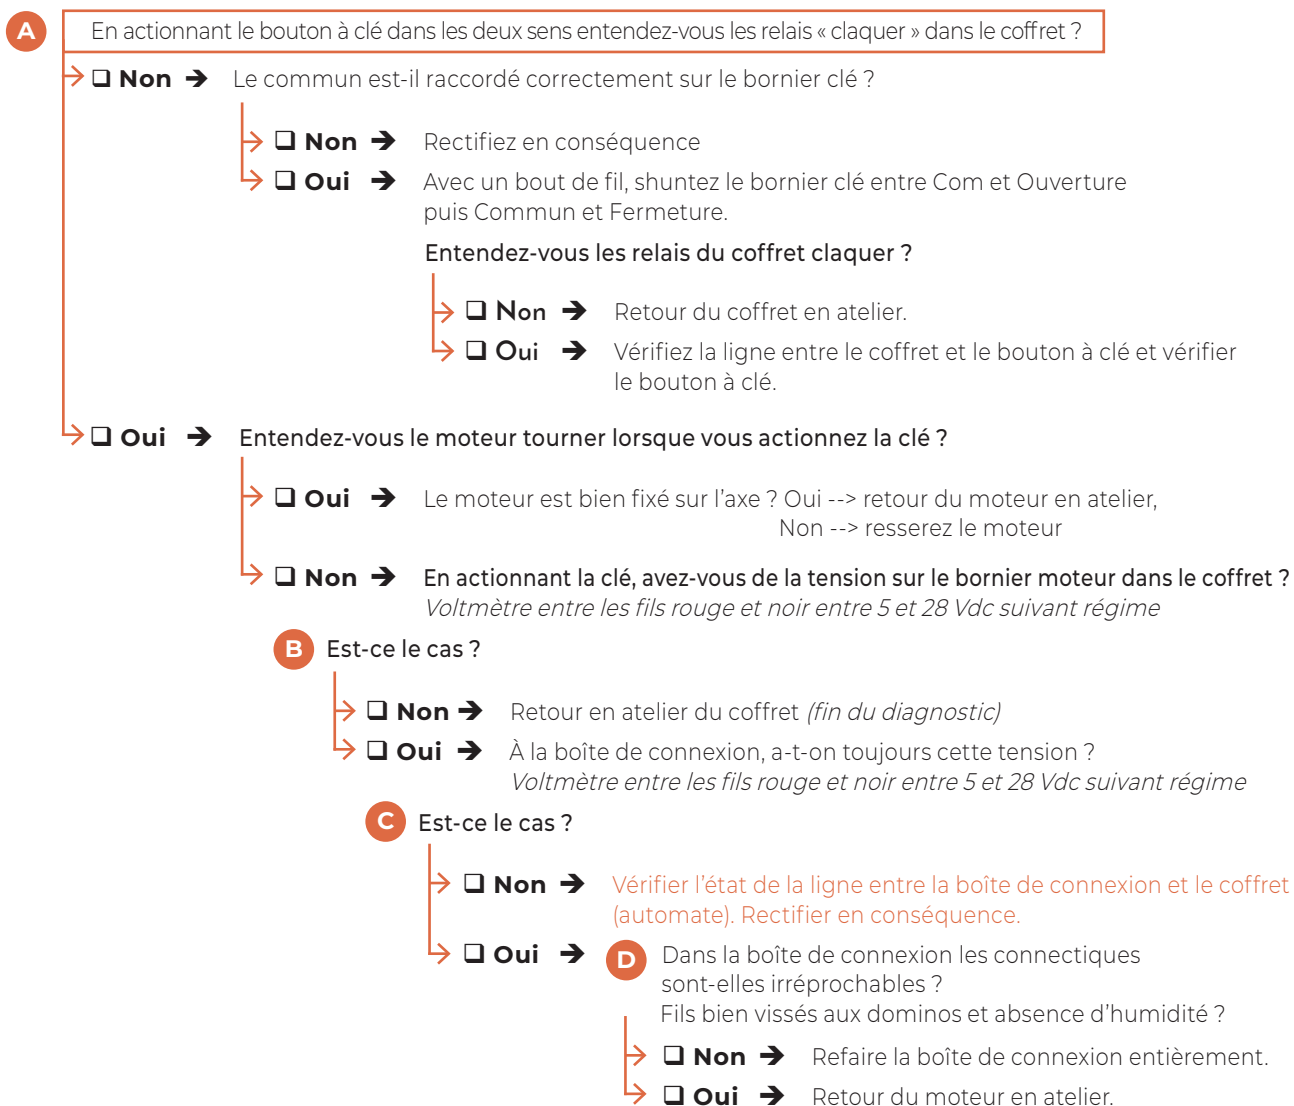 A En actionnant le bouton à clé dans les deux sens entendez-vous les relais « claquer » dans le coffret ?
❑ Non ➔ Le commun est-il raccordé correctement sur le bornier clé ?
❑ Non ➔ Rectifiez en conséquence
❑ Oui ➔ Avec un bout de fil, shuntez le bornier clé entre Com et Ouverture
puis Commun et Fermeture.
Entendez-vous les relais du coffret claquer ?
❑ Non ➔ Retour du coffret en atelier.
❑ Oui ➔ Vérifiez la ligne entre le coffret et le bouton à clé et vérifier
le bouton à clé.
❑ Oui ➔ Entendez-vous le moteur tourner lorsque vous actionnez la clé ?
❑ Oui ➔ Le moteur est bien fixé sur l'axe ? Oui --> retour du moteur en atelier,
Non --> resserez le moteur
❑ Non ➔ En actionnant la clé, avez-vous de la tension sur le bornier moteur dans le coffret ?
Voltmètre entre les fils rouge et noir entre 5 et 28 Vdc suivant régime
B Est-ce le cas ?
❑ Non ➔ Retour en atelier du coffret (fin du diagnostic)
❑ Oui ➔ À la boîte de connexion, a-t-on toujours cette tension ?
Voltmètre entre les fils rouge et noir entre 5 et 28 Vdc suivant régime
C Est-ce le cas ?
❑ Non ➔ Vérifier l'état de la ligne entre la boîte de connexion et le coffret
(automate). Rectifier en conséquence.
❑ Oui ➔ D Dans la boîte de connexion les connectiques
sont-elles irréprochables ?
Fils bien vissés aux dominos et absence d'humidité ?
❑ Non ➔ Refaire la boîte de connexion entièrement.
❑ Oui ➔ Retour du moteur en atelier.